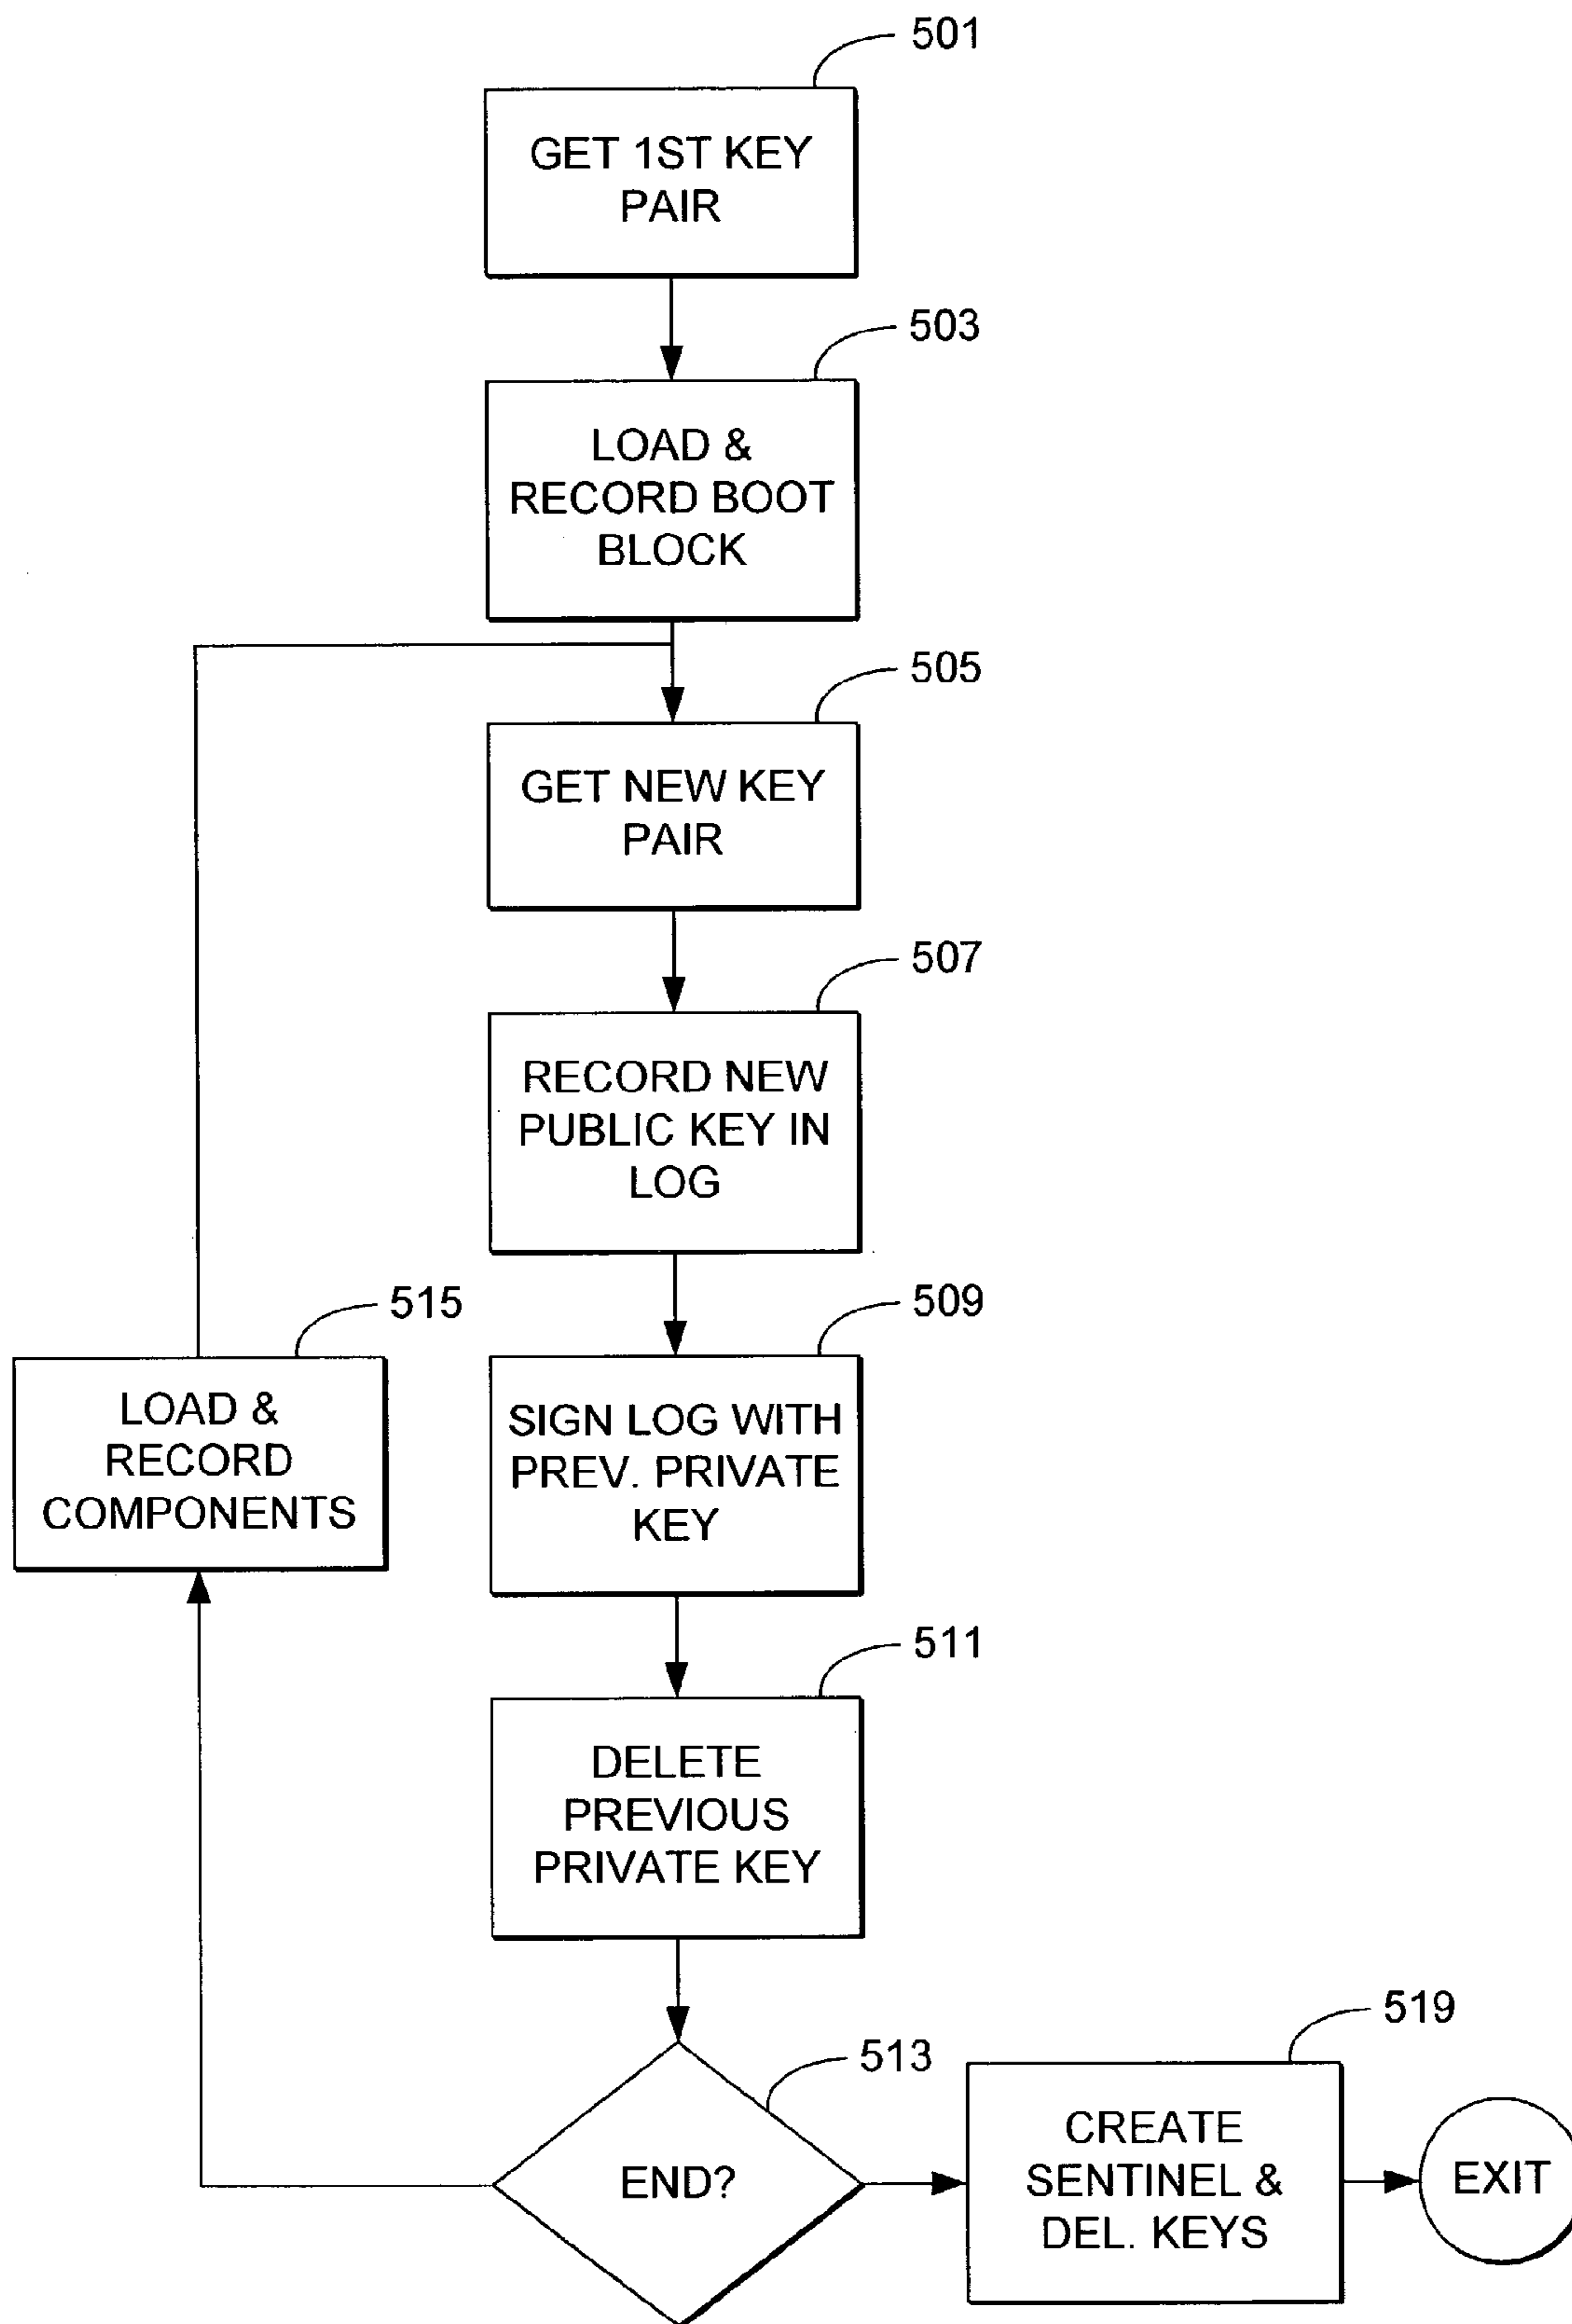 501
GET 1ST KEY
PAIR
503
LOAD &
RECORD BOOT
BLOCK
505
GET NEW KEY
PAIR
507
RECORD NEW
PUBLIC KEY IN
LOG
509
SIGN LOG WITH
PREV. PRIVATE
KEY
515
LOAD &
RECORD
COMPONENTS
511
DELETE
PREVIOUS
PRIVATE KEY
513
END?
519
CREATE
SENTINEL &
DEL. KEYS
EXIT